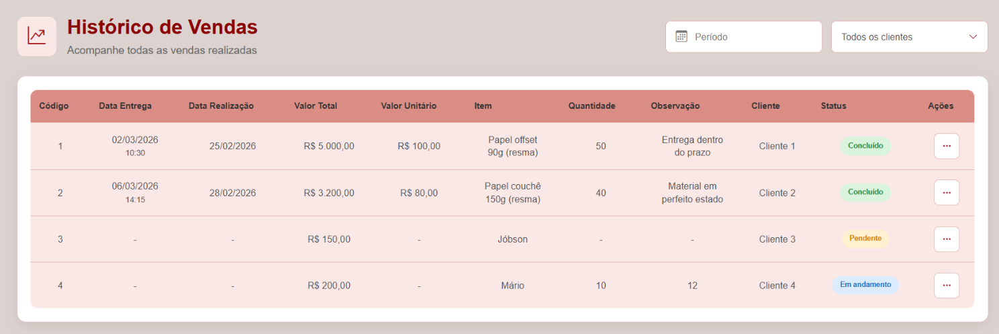 Histórico de Vendas
Acompanhe todas as vendas realizadas
Período
Todos os clientes
Código Data Entrega Data Realização Valor Total Valor Unitário Item Quantidade Observação Cliente Status Ações
1 02/03/2026 10:30 25/02/2026 R$ 5.000,00 R$ 100,00 Papel offset 90g (resma) 50 Entrega dentro do prazo Cliente 1 Concluído ...
2 06/03/2026 14:15 28/02/2026 R$ 3.200,00 R$ 80,00 Papel couchê 150g (resma) 40 Material em perfeito estado Cliente 2 Concluído ...
3 - - R$ 150,00 - Jóbson - - Cliente 3 Pendente ...
4 - - R$ 200,00 - Mário 10 12 Cliente 4 Em andamento ...